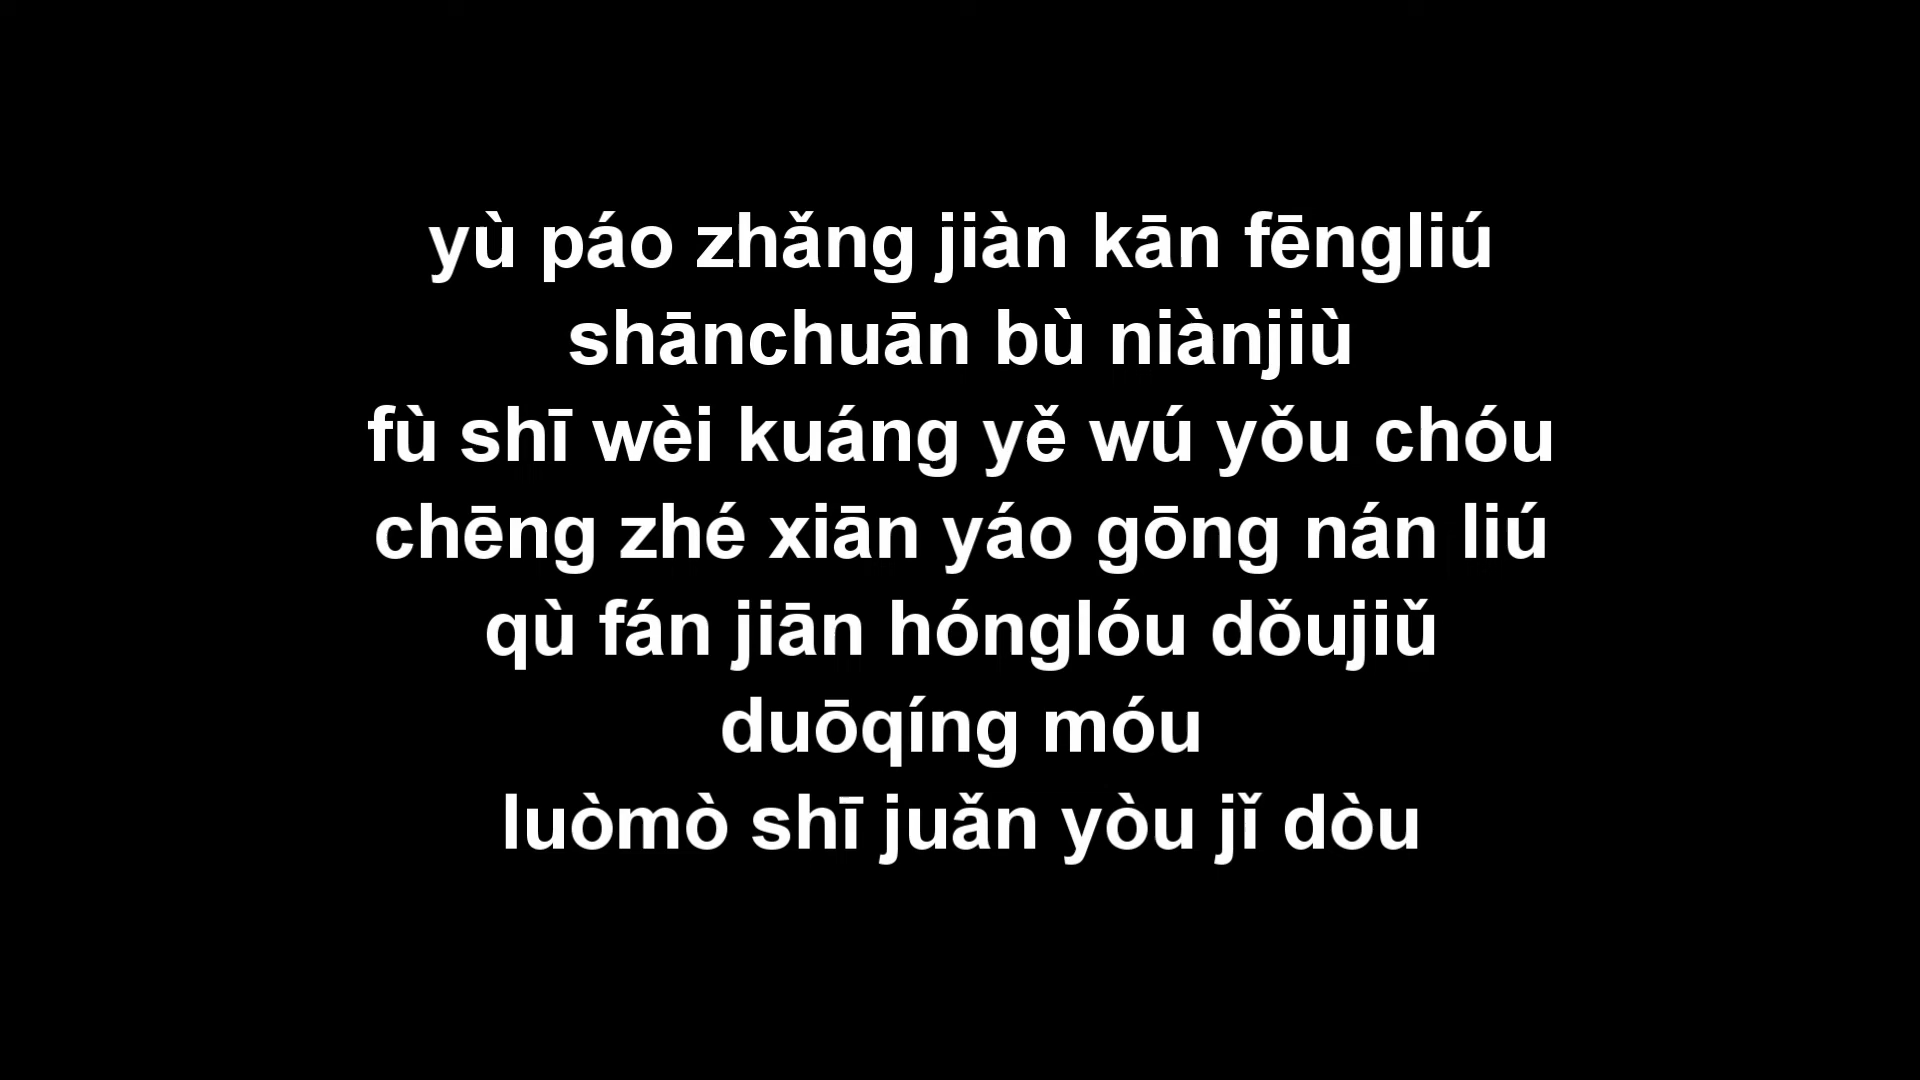 yù páo zhǎng jiàn kān fēngliú
shānchuān bù niànjiù
fù shī wèi kuáng yě wú yǒu chóu
chēng zhé xiān yáo gōng nán liú
qù fán jiān hónglóu dǒujiǔ
duōqíng móu
luòmò shī juǎn yòu jǐ dòu